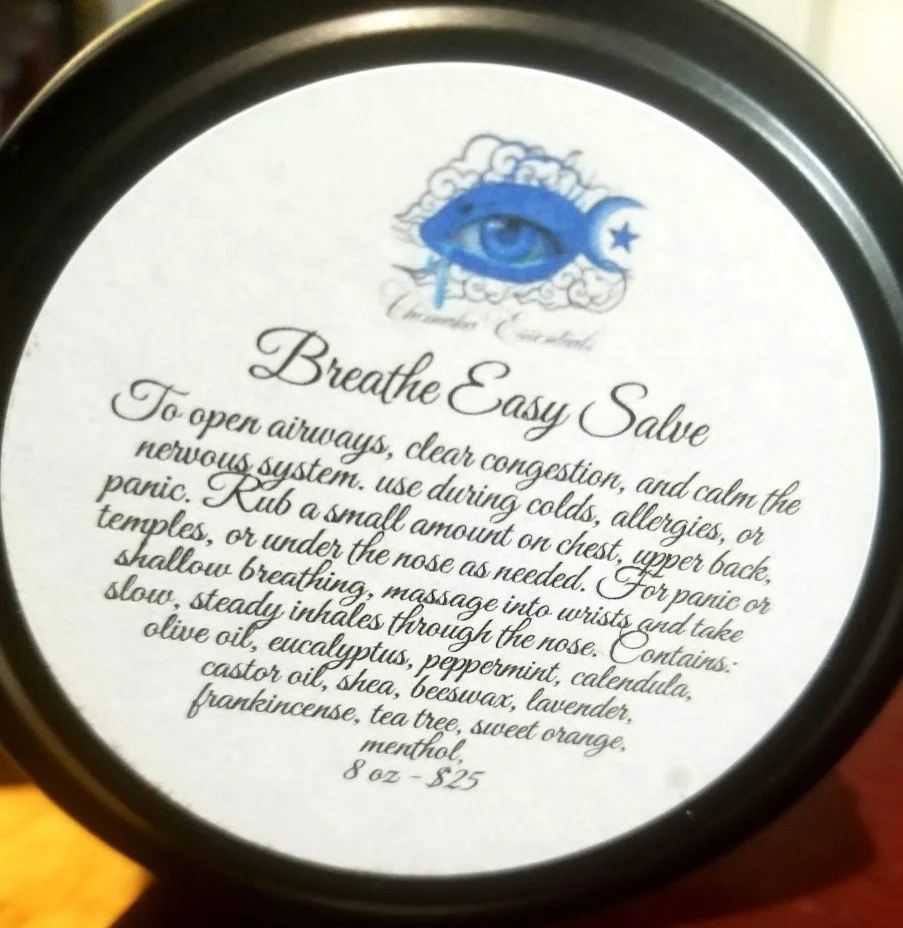 Essentials
Breathe Easy Salve
To open airways, clear congestion, and calm the
nervous system. use during colds, allergies, or
panic. Rub a small amount on chest, upper back,
temples, or under the nose as needed. For panic or
shallow breathing, massage into wrists and take
slow, steady inhales through the nose. Contains:
olive oil, eucalyptus, peppermint, calendula,
castor oil, shea, beeswax, lavender,
frankincense, tea tree, sweet orange,
menthol,
8 oz - $25